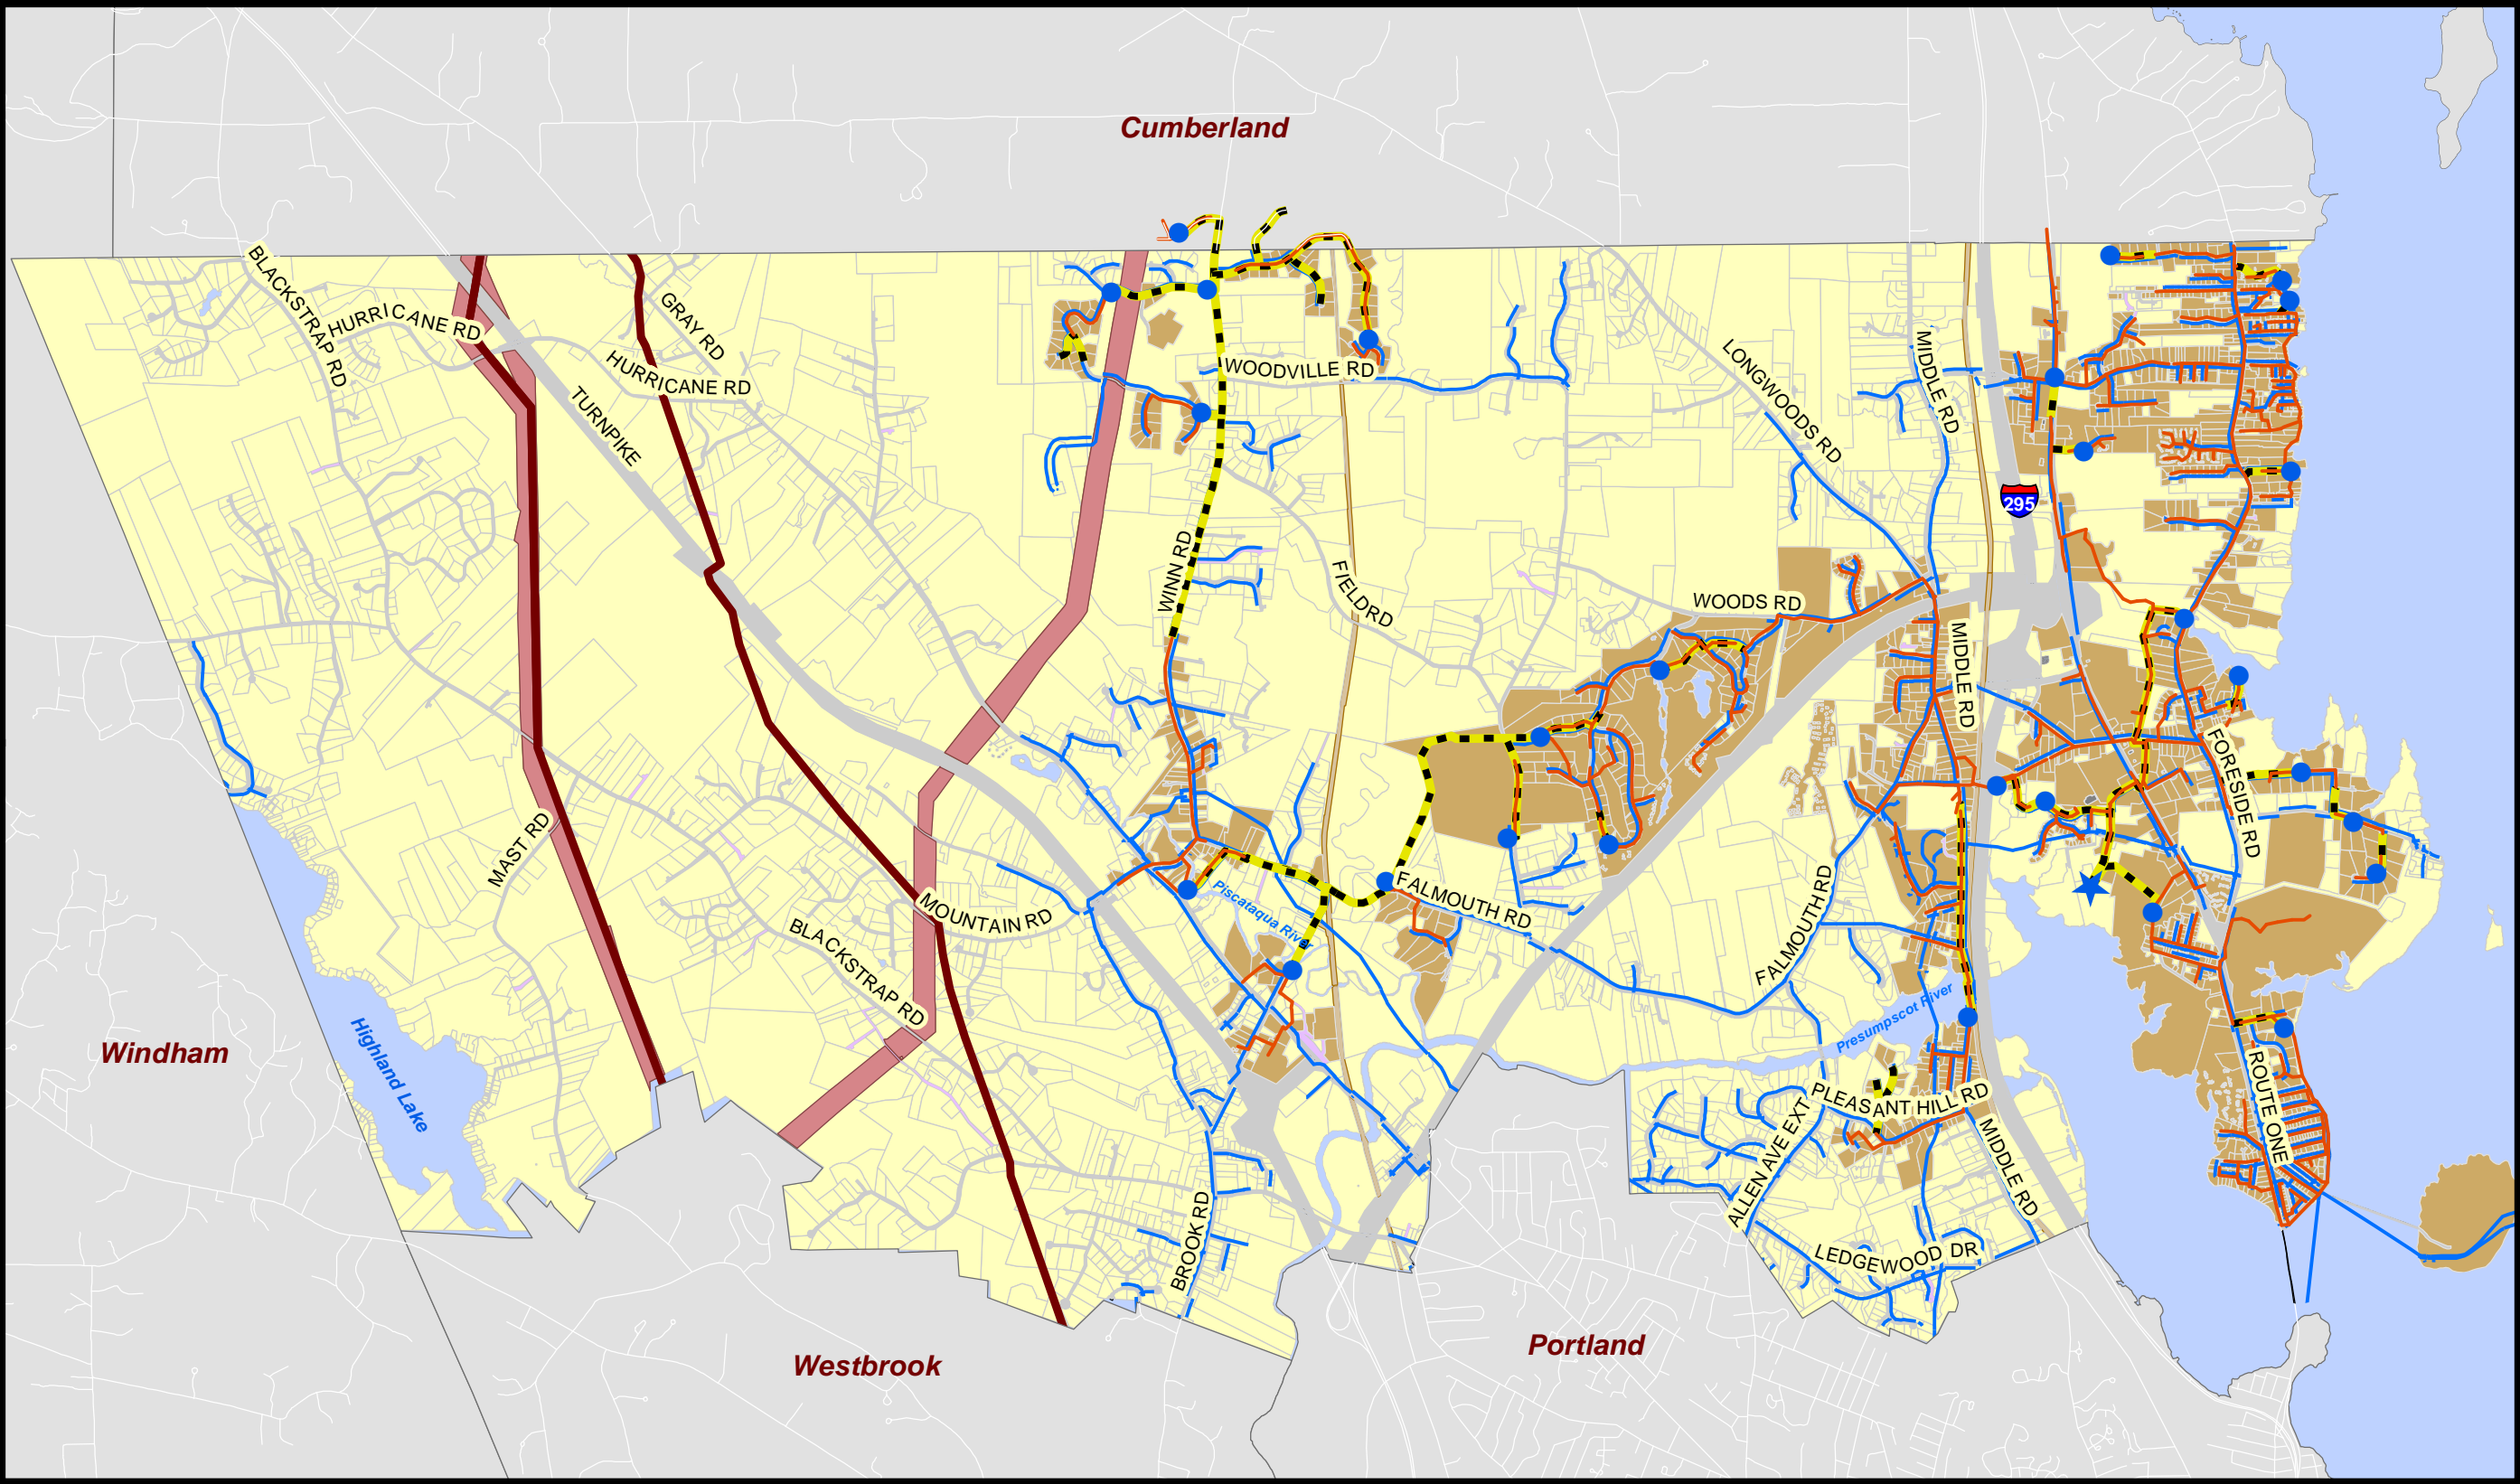 Cumberland
BLACKSTRAP RD
HURRICANE RD
GRAY RD
HURRICANE RD
TURNPIKE
WOODVILLE RD
LONGWOODS RD
MIDDLE RD
295
WINN RD
FIELD RD
WOODS RD
MIDDLE RD
FORESIDE RD
MAST RD
MOUNTAIN RD
BLACKSTRAP RD
Piscataqua River
FALMOUTH RD
FALMOUTH RD
Presumpscot River
Windham
Highland Lake
PLEASANT HILL RD
ROUTE ONE
ALLEN AVE EXT
MIDDLE RD
BROOK RD
LEDGEWOOD DR
Westbrook
Portland